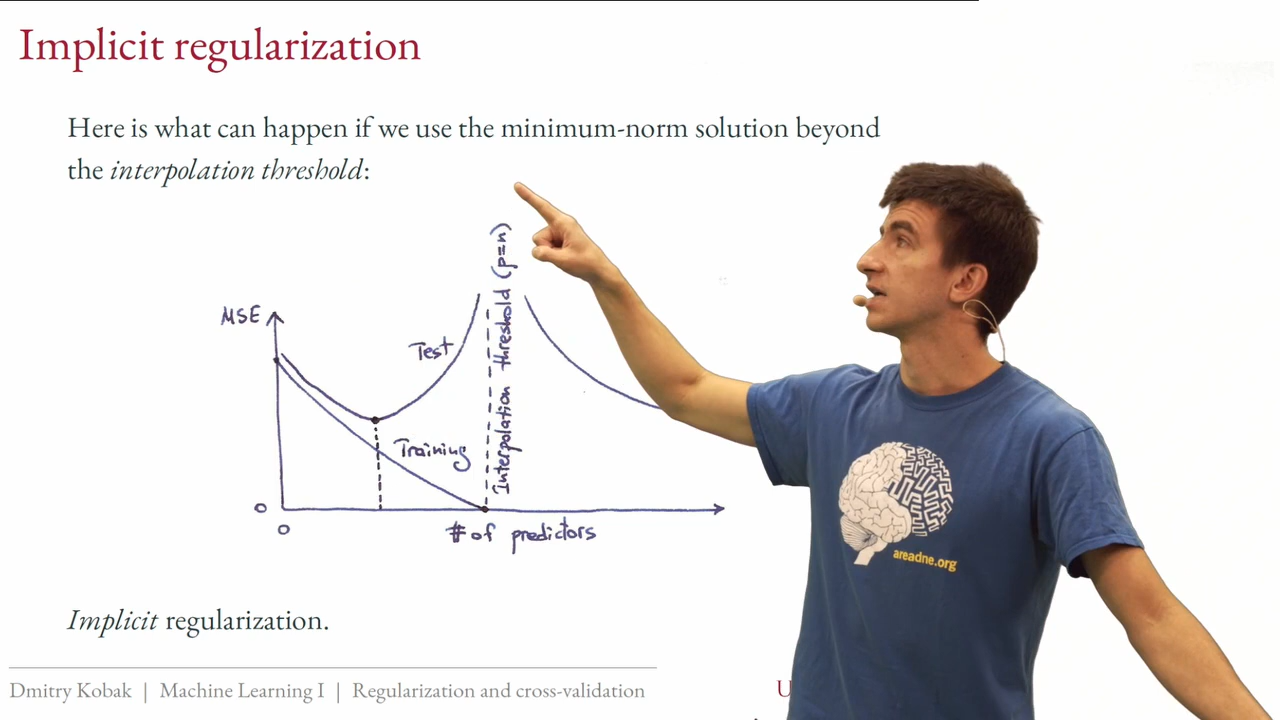 Implicit regularization
Here is what can happen if we use the minimum-norm solution beyond
the interpolation threshold:
MSE
Test
Training
Interpolation threshold (p=n)
0
0
# of predictors
areadne.org
Implicit regularization.
Dmitry Kobak | Machine Learning I | Regularization and cross-validation
U